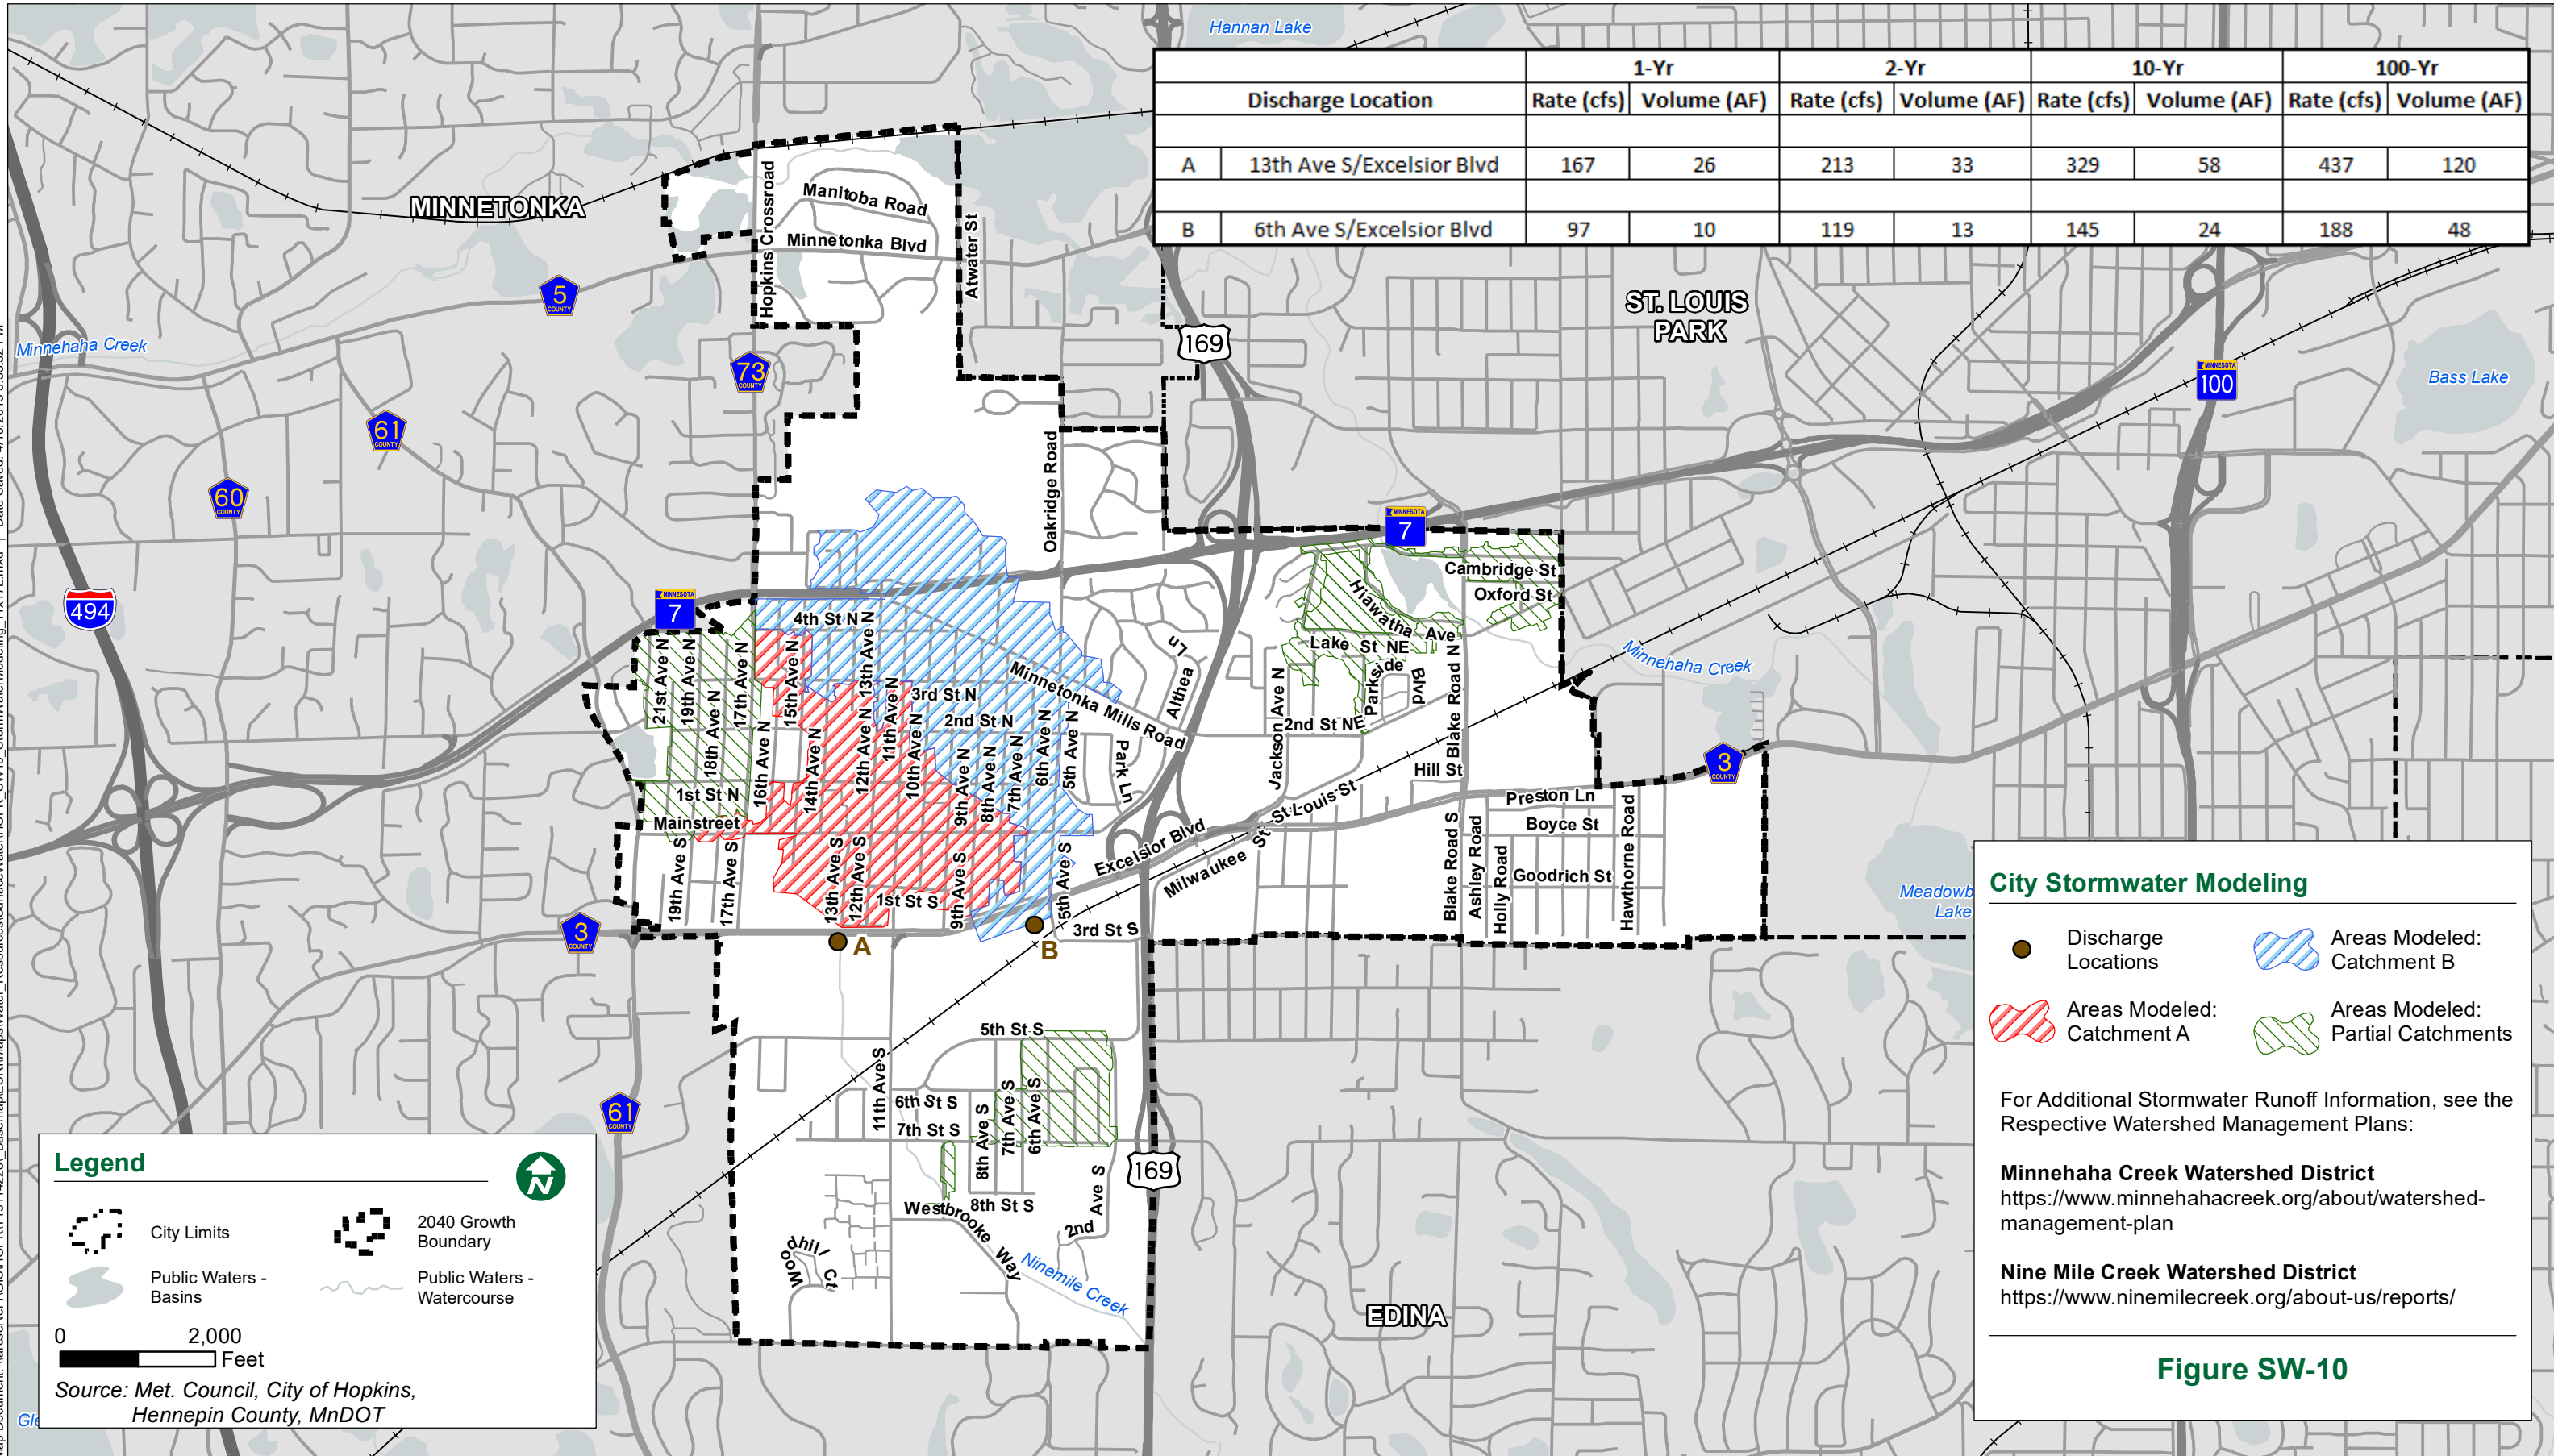 Hannan Lake
1-Yr 2-Yr 10-Yr 100-Yr
Discharge Location Rate (cfs) Volume (AF) Rate (cfs) Volume (AF) Rate (cfs) Volume (AF) Rate (cfs) Volume (AF)
A 13th Ave S/Excelsior Blvd 167 26 213 33 329 58 437 120
B 6th Ave S/Excelsior Blvd 97 10 119 13 145 24 188 48
MINNETONKA
Hopkins Crossroad
Manitoba Road
Minnetonka Blvd
Atwater St
5
COUNTY
ST. LOUIS
PARK
169
Minnehaha Creek
73
COUNTY
MINNESOTA
100
Bass Lake
61
COUNTY
60
COUNTY
Oakridge Road
MINNESOTA
7
494
MINNESOTA
7
Cambridge St
Oxford St
Hiawatha Ave
Lake St NE
Parkside Blvd
2nd St NE
Jackson Ave N
Blake Road N
Hill St
Minnehaha Creek
4th St N
13th Ave N
21st Ave N
19th Ave N
18th Ave N
17th Ave N
16th Ave N
15th Ave N
14th Ave N
12th Ave N
11th Ave N
10th Ave N
9th Ave N
8th Ave N
7th Ave N
6th Ave N
5th Ave N
3rd St N
2nd St N
Minnetonka Mills Road
Althea Ln
Park Ln
1st St N
Mainstreet
3
COUNTY
St Louis St
Excelsior Blvd
Milwaukee St
Preston Ln
Boyce St
Goodrich St
Blake Road S
Ashley Road
Holly Road
Hawthorne Road
19th Ave S
17th Ave S
13th Ave S
12th Ave S
1st St S
9th Ave S
5th Ave S
3rd St S
3
COUNTY
A
B
5th St S
11th Ave S
6th St S
7th St S
8th Ave S
7th Ave S
6th Ave S
8th St S
Westbrooke Way
2nd Ave S
Woodhill Ct
Ninemile Creek
61
COUNTY
169
EDINA
Meadowb
Lake
Gle
Legend
N
City Limits
2040 Growth
Boundary
Public Waters -
Basins
Public Waters -
Watercourse
0 2,000
Feet
Source: Met. Council, City of Hopkins,
Hennepin County, MnDOT
City Stormwater Modeling
Discharge
Locations
Areas Modeled:
Catchment B
Areas Modeled:
Catchment A
Areas Modeled:
Partial Catchments
For Additional Stormwater Runoff Information, see the
Respective Watershed Management Plans:
Minnehaha Creek Watershed District
https://www.minnehahacreek.org/about/watershed-
management-plan
Nine Mile Creek Watershed District
https://www.ninemilecreek.org/about-us/reports/
Figure SW-10